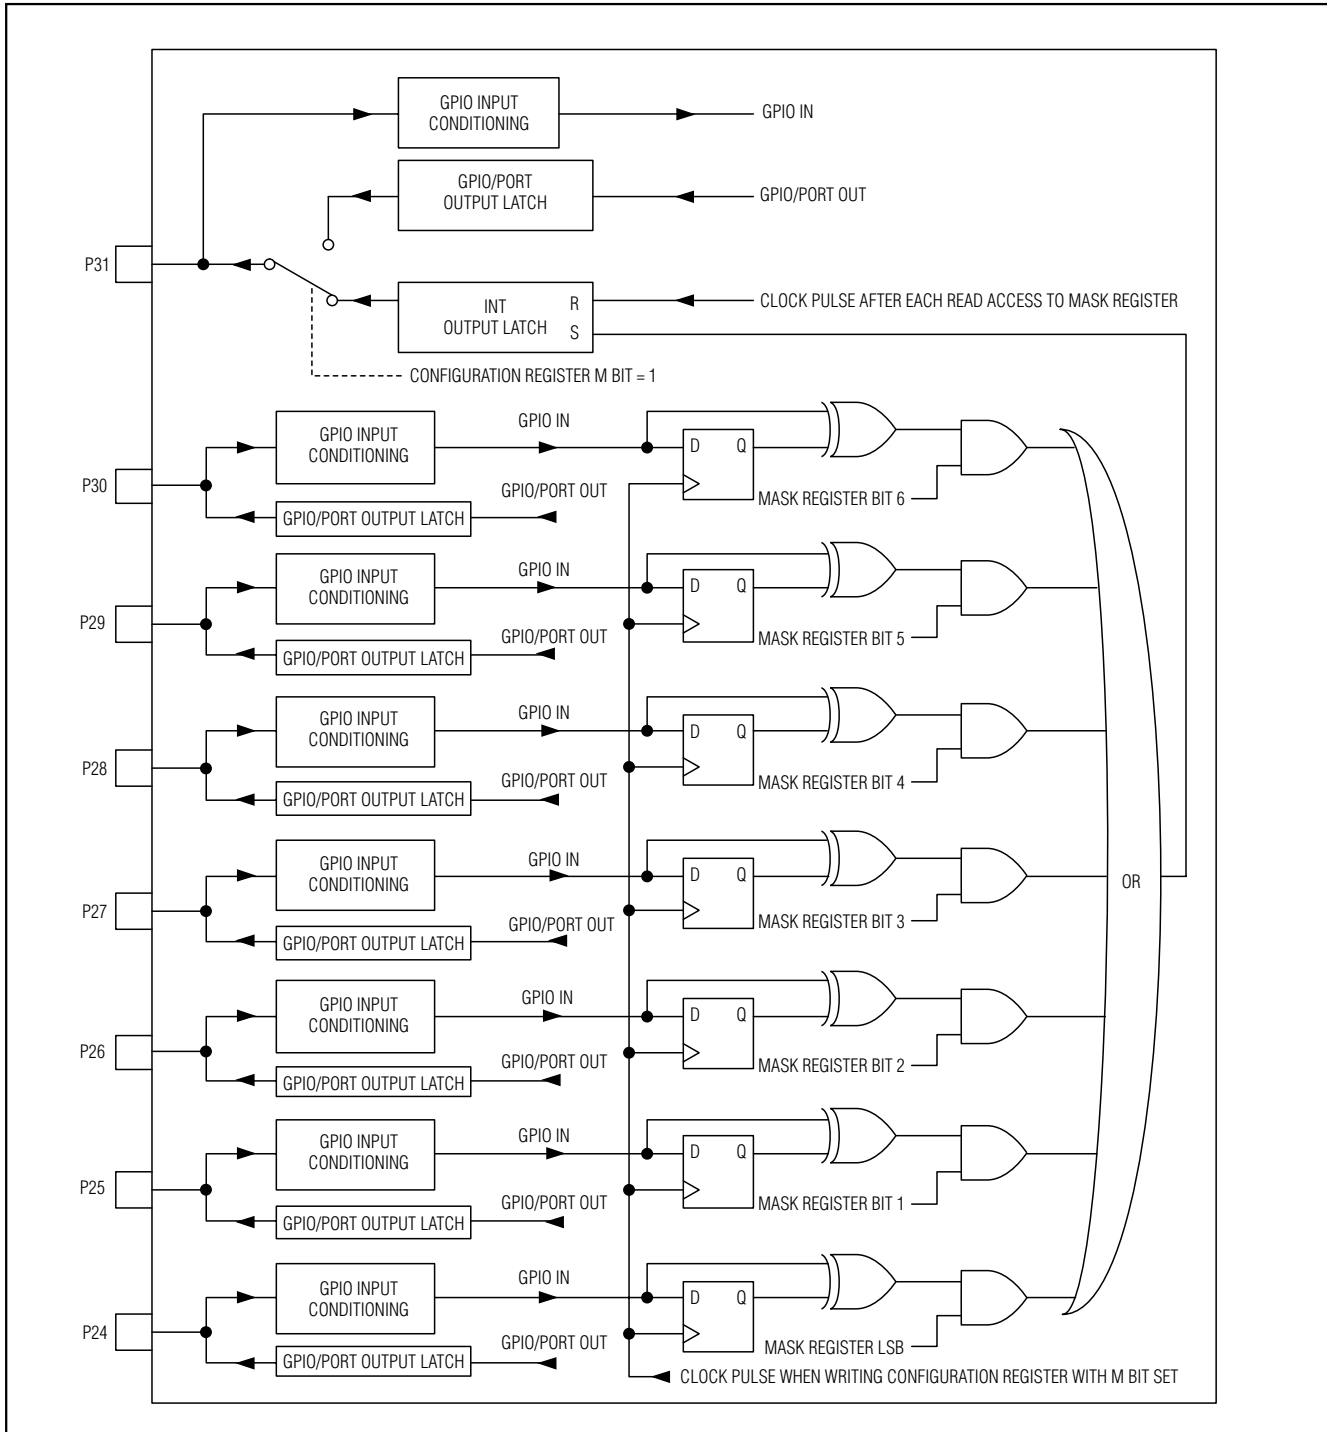 GPIO INPUT
CONDITIONING
GPIO IN
GPIO/PORT
OUTPUT LATCH
GPIO/PORT OUT
P31
INT
OUTPUT LATCH
R
S
CLOCK PULSE AFTER EACH READ ACCESS TO MASK REGISTER
CONFIGURATION REGISTER M BIT = 1
P30
GPIO INPUT
CONDITIONING
GPIO IN
GPIO/PORT OUT
GPIO/PORT OUTPUT LATCH
D Q
MASK REGISTER BIT 6
P29
GPIO INPUT
CONDITIONING
GPIO IN
GPIO/PORT OUT
GPIO/PORT OUTPUT LATCH
D Q
MASK REGISTER BIT 5
P28
GPIO INPUT
CONDITIONING
GPIO IN
GPIO/PORT OUT
GPIO/PORT OUTPUT LATCH
D Q
MASK REGISTER BIT 4
P27
GPIO INPUT
CONDITIONING
GPIO IN
GPIO/PORT OUT
GPIO/PORT OUTPUT LATCH
D Q
MASK REGISTER BIT 3
OR
P26
GPIO INPUT
CONDITIONING
GPIO IN
GPIO/PORT OUT
GPIO/PORT OUTPUT LATCH
D Q
MASK REGISTER BIT 2
P25
GPIO INPUT
CONDITIONING
GPIO IN
GPIO/PORT OUT
GPIO/PORT OUTPUT LATCH
D Q
MASK REGISTER BIT 1
P24
GPIO INPUT
CONDITIONING
GPIO IN
GPIO/PORT OUT
GPIO/PORT OUTPUT LATCH
D Q
MASK REGISTER LSB
CLOCK PULSE WHEN WRITING CONFIGURATION REGISTER WITH M BIT SET